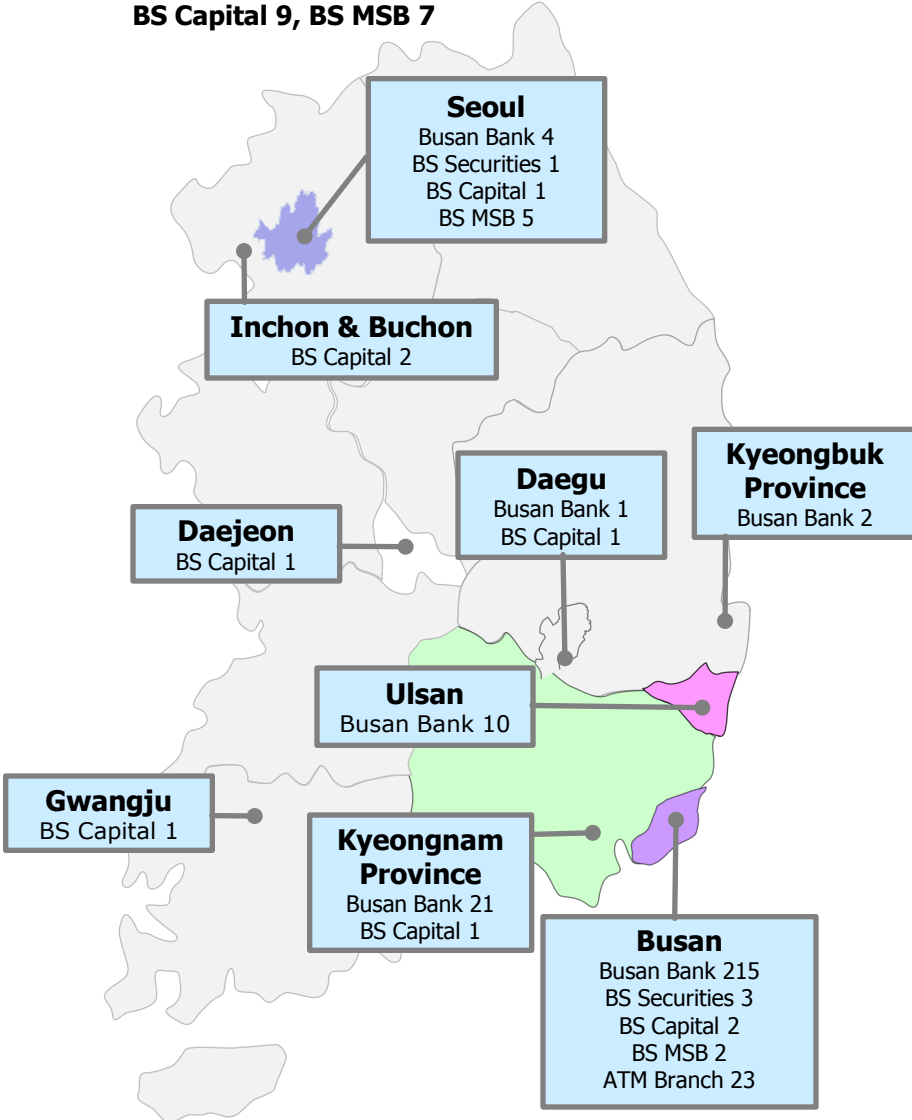 BS Capital 9, BS MSB 7
Seoul
Busan Bank 4
BS Securities 1
BS Capital 1
BS MSB 5
Inchon & Buchon
BS Capital 2
Kyeongbuk
Province
Busan Bank 2
Daegu
Busan Bank 1
BS Capital 1
Daejeon
BS Capital 1
Ulsan
Busan Bank 10
Gwangju
BS Capital 1
Kyeongnam
Province
Busan Bank 21
BS Capital 1
Busan
Busan Bank 215
BS Securities 3
BS Capital 2
BS MSB 2
ATM Branch 23